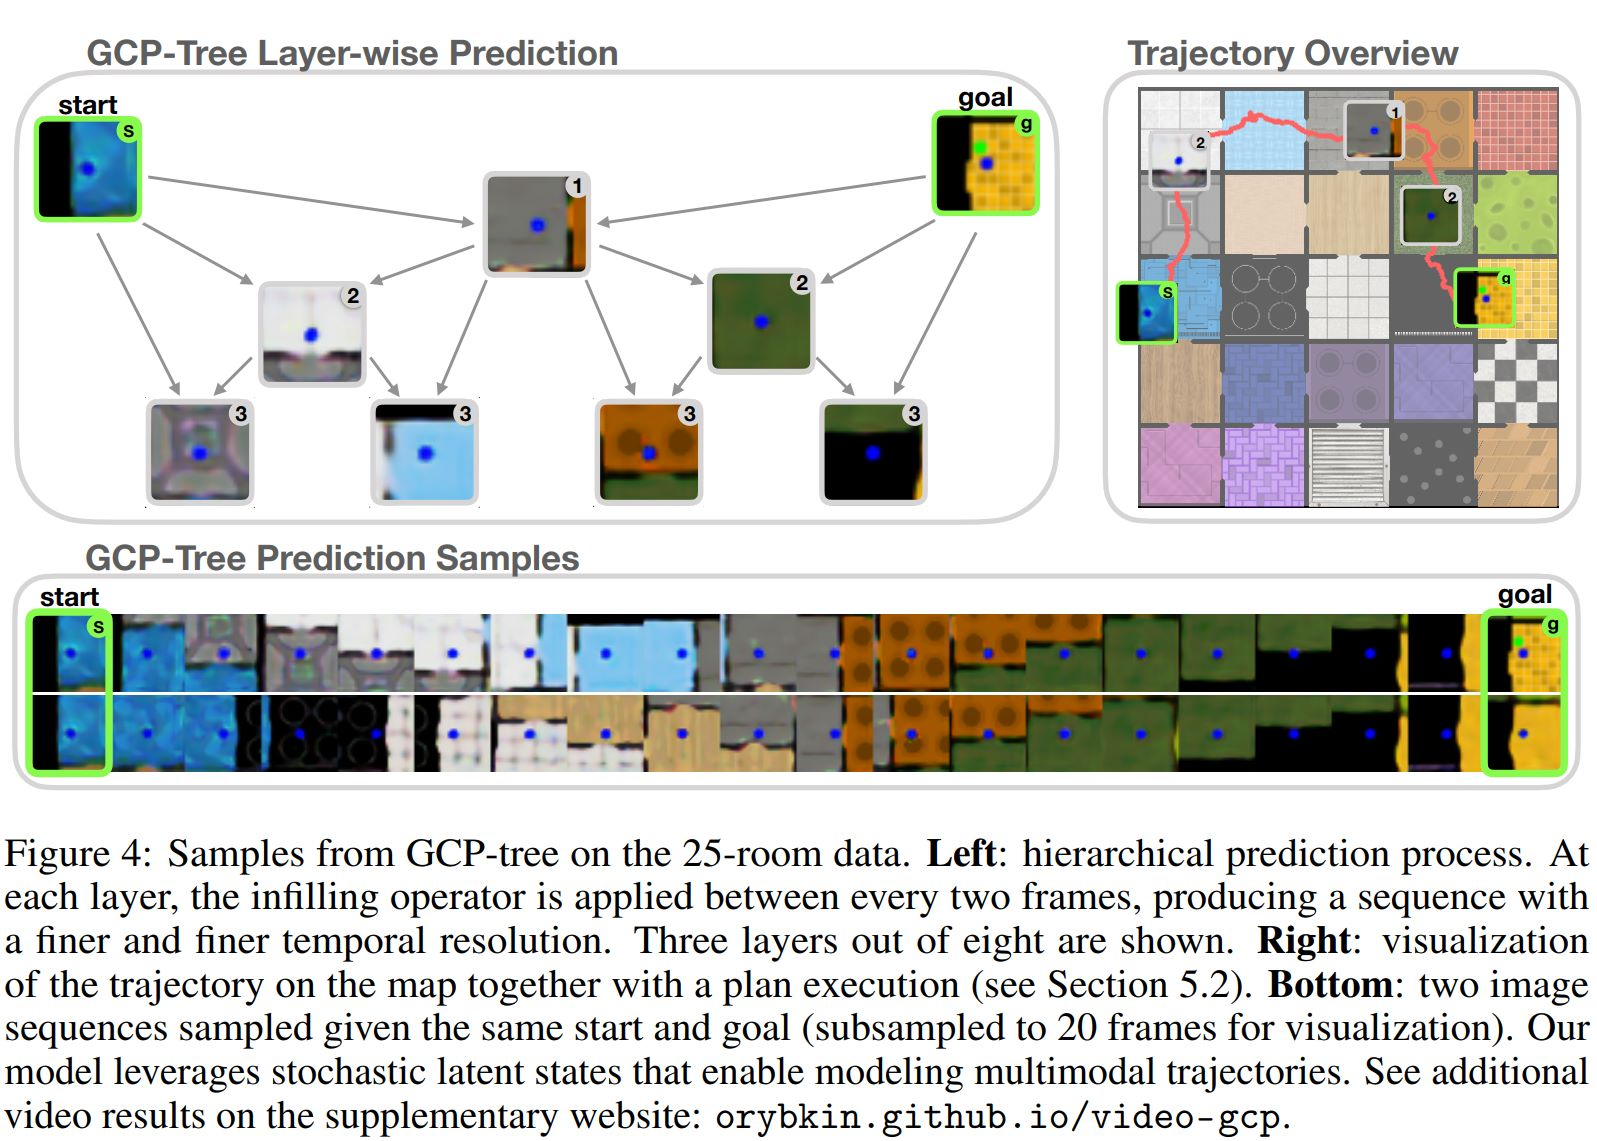 GCP-Tree Layer-wise Prediction
start
s
goal
g
1
2
2
3
3
3
3
Trajectory Overview
1
2
2
s
g
GCP-Tree Prediction Samples
start
s
goal
g
Figure 4: Samples from GCP-tree on the 25-room data. Left: hierarchical prediction process. At
each layer, the infilling operator is applied between every two frames, producing a sequence with
a finer and finer temporal resolution. Three layers out of eight are shown. Right: visualization
of the trajectory on the map together with a plan execution (see Section 5.2). Bottom: two image
sequences sampled given the same start and goal (subsampled to 20 frames for visualization). Our
model leverages stochastic latent states that enable modeling multimodal trajectories. See additional
video results on the supplementary website: orybkin.github.io/video-gcp.